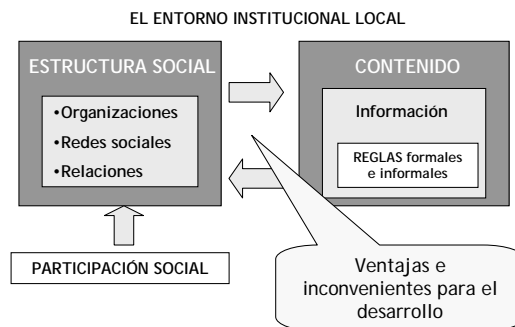 EL ENTORNO INSTITUCIONAL LOCAL
ESTRUCTURA SOCIAL
•Organizaciones
•Redes sociales
•Relaciones
CONTENIDO
Información
REGLAS formales
e informales
PARTICIPACIÓN SOCIAL
Ventajas e
inconvenientes para el
desarrollo